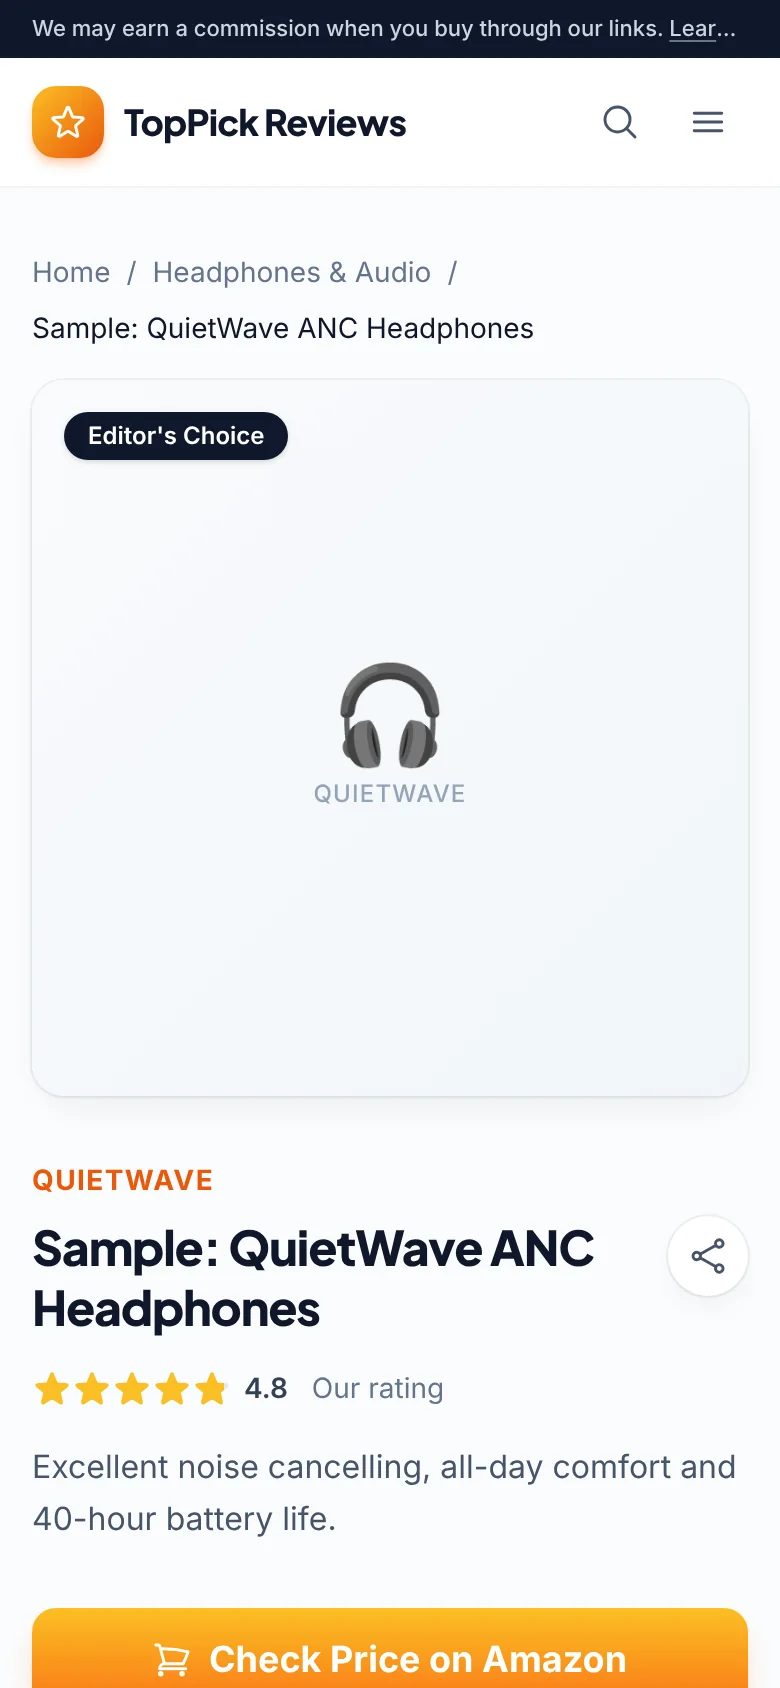 We may earn a commission when you buy through our links. Lear...
TopPick Reviews
Home / Headphones & Audio /
Sample: QuietWave ANC Headphones
Editor's Choice
QUIETWAVE
QUIETWAVE
Sample: QuietWave ANC
Headphones
4.8 Our rating
Excellent noise cancelling, all-day comfort and
40-hour battery life.
Check Price on Amazon